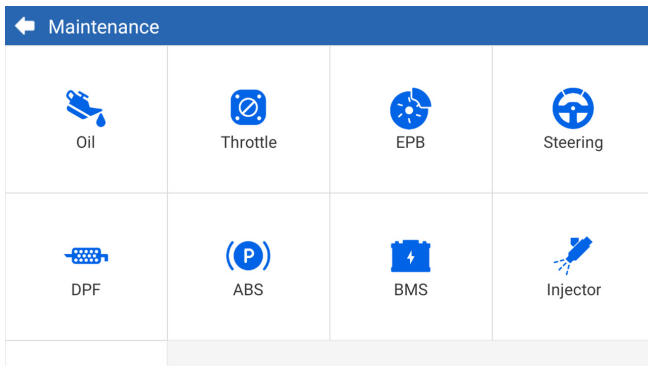 Maintenance
Oil
Throttle
EPB
Steering
P
DPF
ABS
BMS
Injector